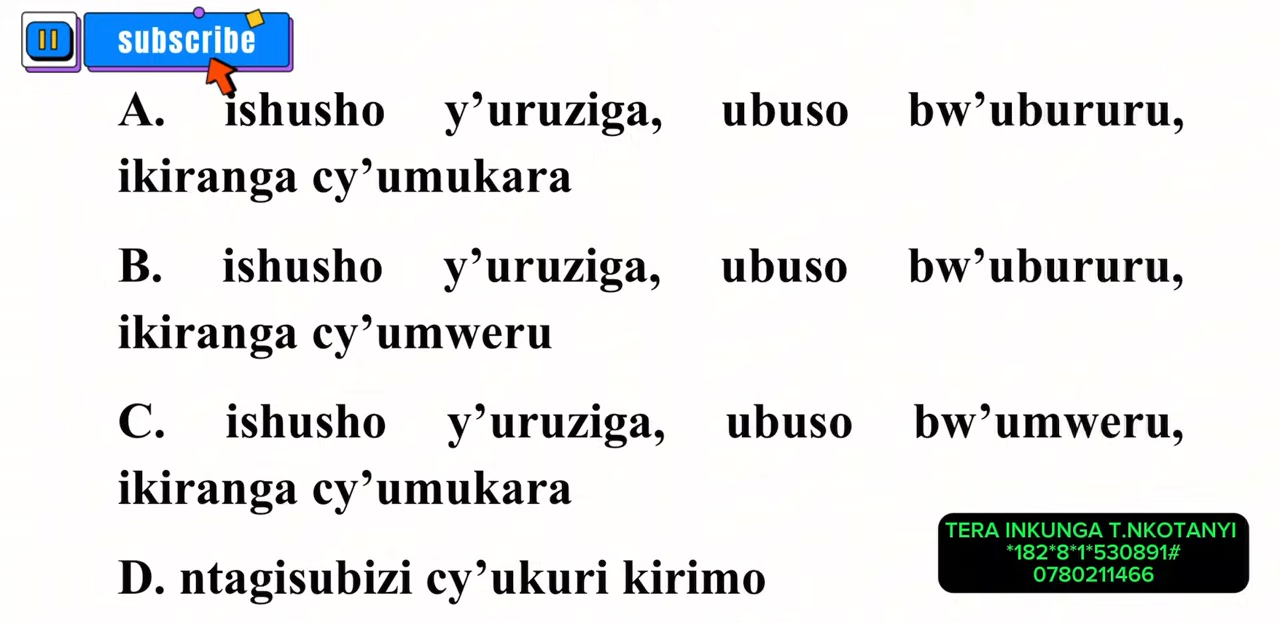 subscribe
A. ishusho y’uruziga, ubuso bw’ubururu,
ikiranga cy’umukara
B. ishusho y’uruziga, ubuso bw’ubururu,
ikiranga cy’umweru
C. ishusho y’uruziga, ubuso bw’umweru,
ikiranga cy’umukara
D. ntagisubizi cy’ukuri kirimo
TERA INKUNGA T.NKOTANYI
*182*8*1*530891#
0780211466